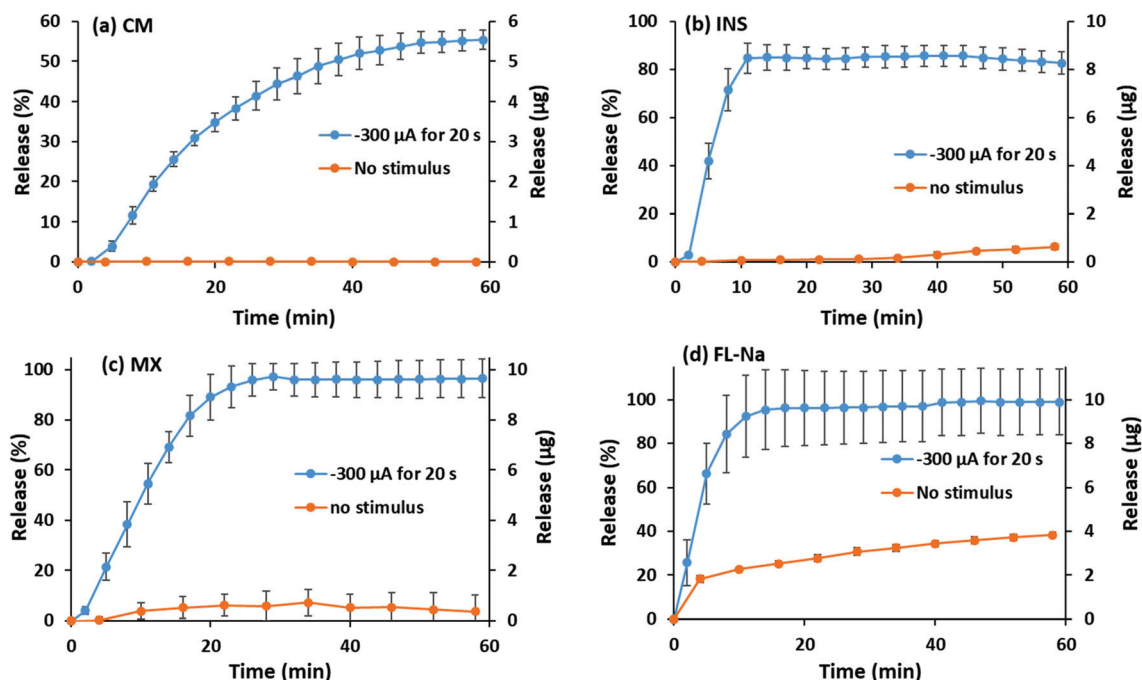 (a) CM
Release (%)
60
50
40
30
20
10
0
6
5
4
3
2
1
0
Release (µg)
-300 µA for 20 s
No stimulus
0 20 40 60
Time (min)
(b) INS
Release (%)
100
80
60
40
20
0
10
8
6
4
2
0
Release (µg)
-300 µA for 20 s
no stimulus
0 10 20 30 40 50 60
Time (min)
(c) MX
Release (%)
100
80
60
40
20
0
10
8
6
4
2
0
Release (µg)
-300 µA for 20 s
no stimulus
0 20 40 60
Time (min)
(d) FL-Na
Release (%)
100
80
60
40
20
0
10
8
6
4
2
0
Release (µg)
-300 µA for 20 s
No stimulus
0 10 20 30 40 50 60
Time (min)